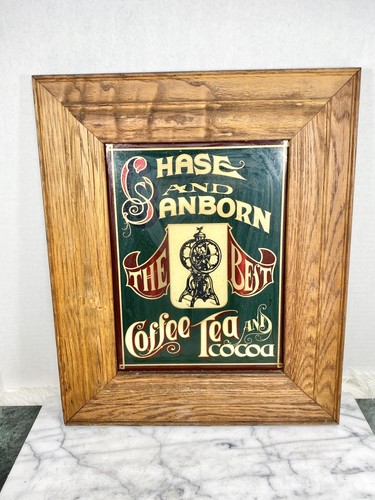 CHASE
AND
SANBORN
THE BEST
Coffee Tea AND
COCOA